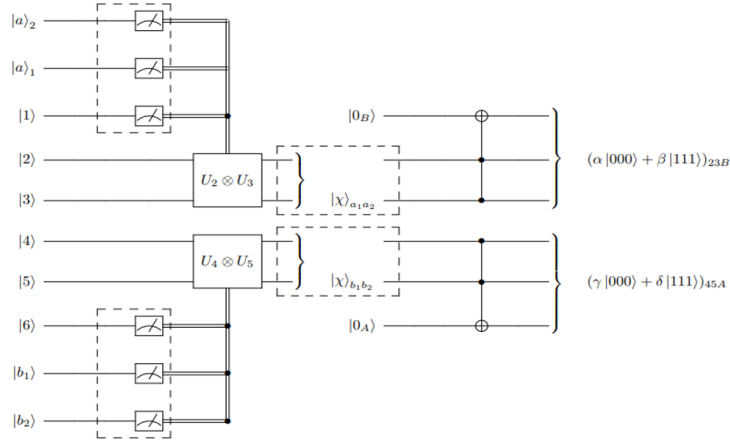 |a⟩₂
|a⟩₁
|1⟩ |0_B⟩
|2⟩ (α |000⟩ + β |111⟩)₂₃B
U₂ ⊗ U₃
|3⟩ |χ⟩a₁a₂
|4⟩
U₄ ⊗ U₅
|5⟩ |χ⟩b₁b₂ (γ |000⟩ + δ |111⟩)₄₅A
|6⟩ |0_A⟩
|b₁⟩
|b₂⟩